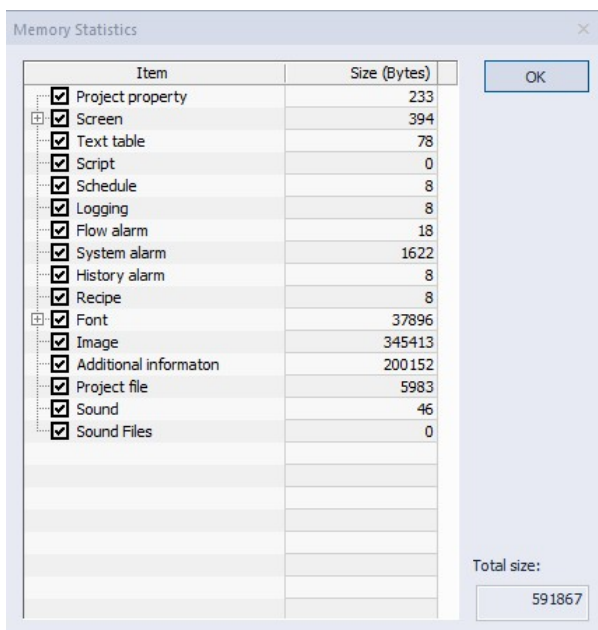 Memory Statistics
Item Size (Bytes)
OK
Project property 233
Screen 394
Text table 78
Script 0
Schedule 8
Logging 8
Flow alarm 18
System alarm 1622
History alarm 8
Recipe 8
Font 37896
Image 345413
Additional informaton 200152
Project file 5983
Sound 46
Sound Files 0
Total size:
591867